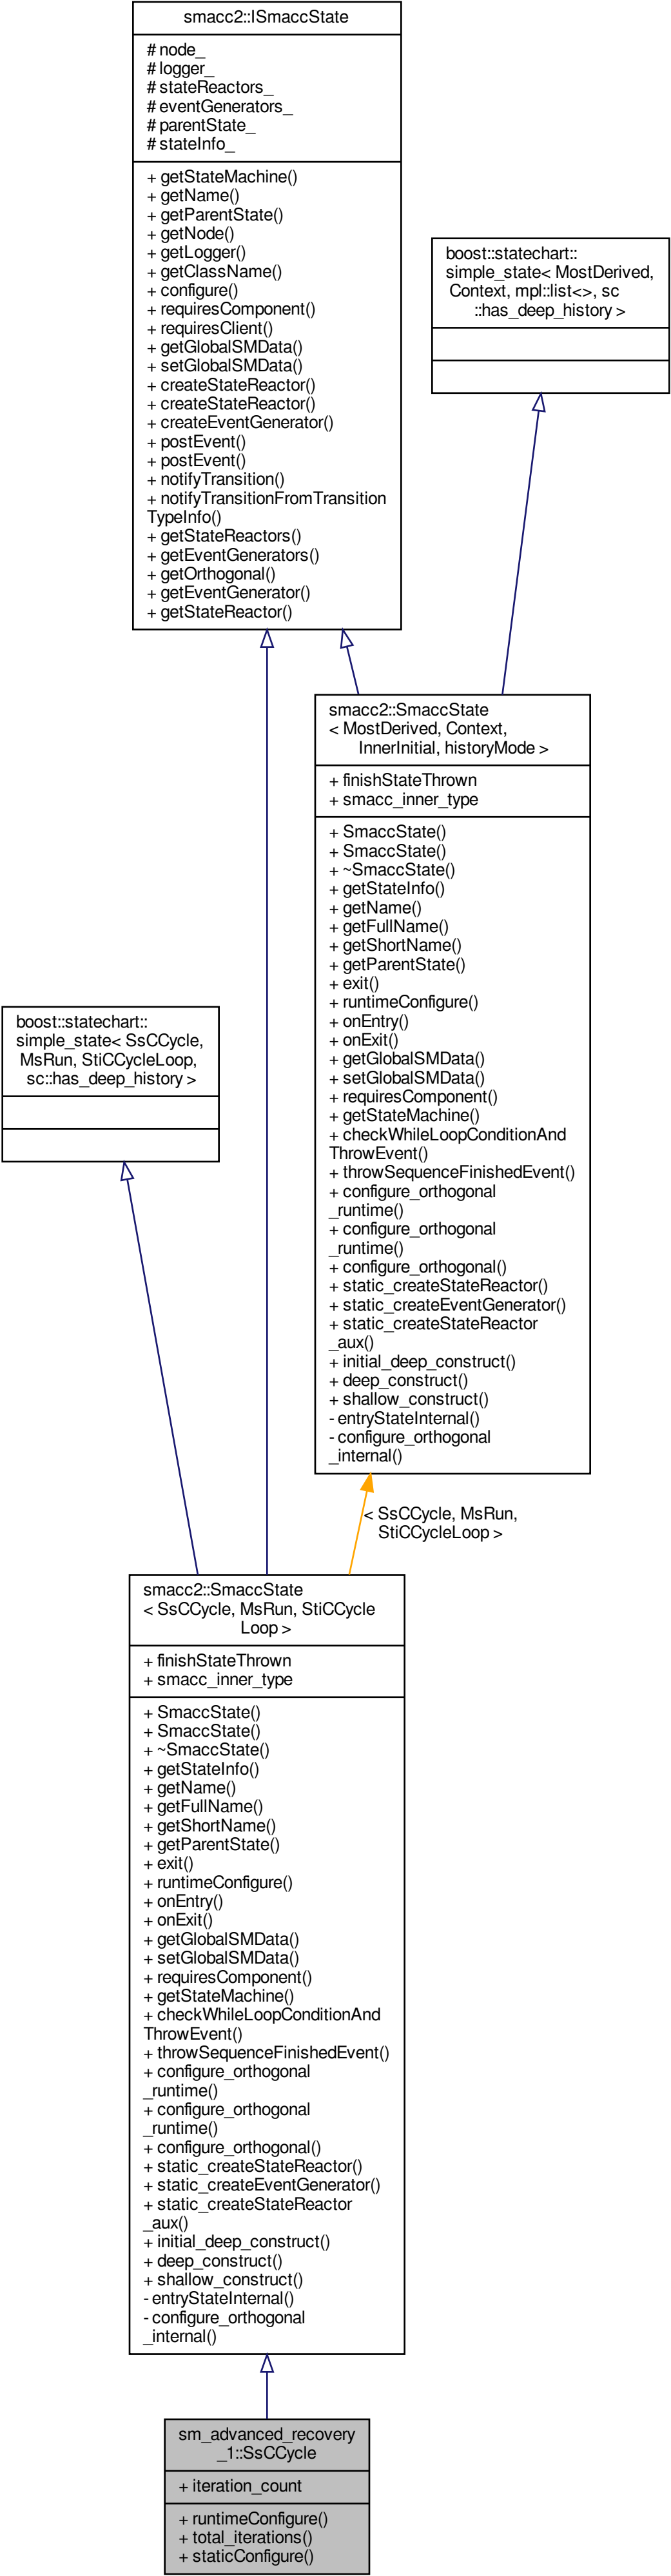 smacc2::ISmaccState
# node_
# logger_
# stateReactors_
# eventGenerators_
# parentState_
# stateInfo_
+ getStateMachine()
+ getName()
+ getParentState()
+ getNode()
+ getLogger()
+ getClassName()
+ configure()
+ requiresComponent()
+ requiresClient()
+ getGlobalSMData()
+ setGlobalSMData()
+ createStateReactor()
+ createStateReactor()
+ createEventGenerator()
+ postEvent()
+ postEvent()
+ notifyTransition()
+ notifyTransitionFromTransition
TypeInfo()
+ getStateReactors()
+ getEventGenerators()
+ getOrthogonal()
+ getEventGenerator()
+ getStateReactor()
boost::statechart::
simple_state< MostDerived,
Context, mpl::list<>, sc
::has_deep_history >
smacc2::SmaccState
< MostDerived, Context,
InnerInitial, historyMode >
+ finishStateThrown
+ smacc_inner_type
+ SmaccState()
+ SmaccState()
+ ~SmaccState()
+ getStateInfo()
+ getName()
+ getFullName()
+ getShortName()
+ getParentState()
+ exit()
+ runtimeConfigure()
+ onEntry()
+ onExit()
+ getGlobalSMData()
+ setGlobalSMData()
+ requiresComponent()
+ getStateMachine()
+ checkWhileLoopConditionAnd
ThrowEvent()
+ throwSequenceFinishedEvent()
+ configure_orthogonal
_runtime()
+ configure_orthogonal
_runtime()
+ configure_orthogonal()
+ static_createStateReactor()
+ static_createEventGenerator()
+ static_createStateReactor
_aux()
+ initial_deep_construct()
+ deep_construct()
+ shallow_construct()
- entryStateInternal()
- configure_orthogonal
_internal()
boost::statechart::
simple_state< SsCCycle,
MsRun, StiCCycleLoop,
sc::has_deep_history >
< SsCCycle, MsRun,
StiCCycleLoop >
smacc2::SmaccState
< SsCCycle, MsRun, StiCCycle
Loop >
+ finishStateThrown
+ smacc_inner_type
+ SmaccState()
+ SmaccState()
+ ~SmaccState()
+ getStateInfo()
+ getName()
+ getFullName()
+ getShortName()
+ getParentState()
+ exit()
+ runtimeConfigure()
+ onEntry()
+ onExit()
+ getGlobalSMData()
+ setGlobalSMData()
+ requiresComponent()
+ getStateMachine()
+ checkWhileLoopConditionAnd
ThrowEvent()
+ throwSequenceFinishedEvent()
+ configure_orthogonal
_runtime()
+ configure_orthogonal
_runtime()
+ configure_orthogonal()
+ static_createStateReactor()
+ static_createEventGenerator()
+ static_createStateReactor
_aux()
+ initial_deep_construct()
+ deep_construct()
+ shallow_construct()
- entryStateInternal()
- configure_orthogonal
_internal()
sm_advanced_recovery
_1::SsCCycle
+ iteration_count
+ runtimeConfigure()
+ total_iterations()
+ staticConfigure()